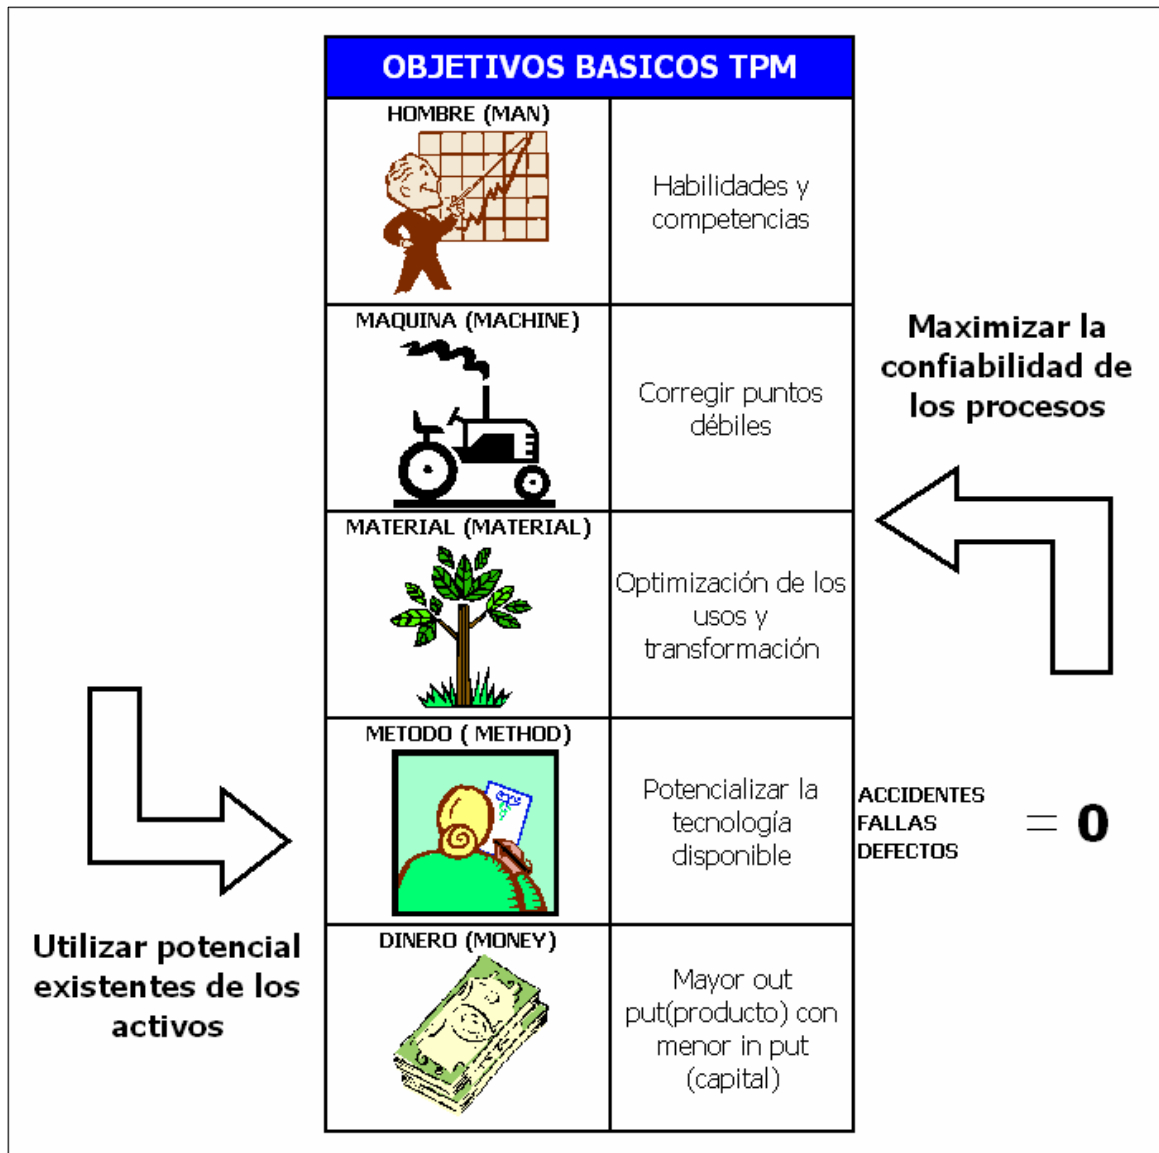 OBJETIVOS BASICOS TPM
HOMBRE (MAN)
Habilidades y
competencias
MAQUINA (MACHINE)
Corregir puntos
débiles
Maximizar la
confiabilidad de
los procesos
MATERIAL (MATERIAL)
Optimización de los
usos y
transformación
METODO ( METHOD)
Potencializar la
tecnología
disponible
ACCIDENTES
FALLAS
DEFECTOS
= 0
Utilizar potencial
existentes de los
activos
DINERO (MONEY)
Mayor out
put(producto) con
menor in put
(capital)